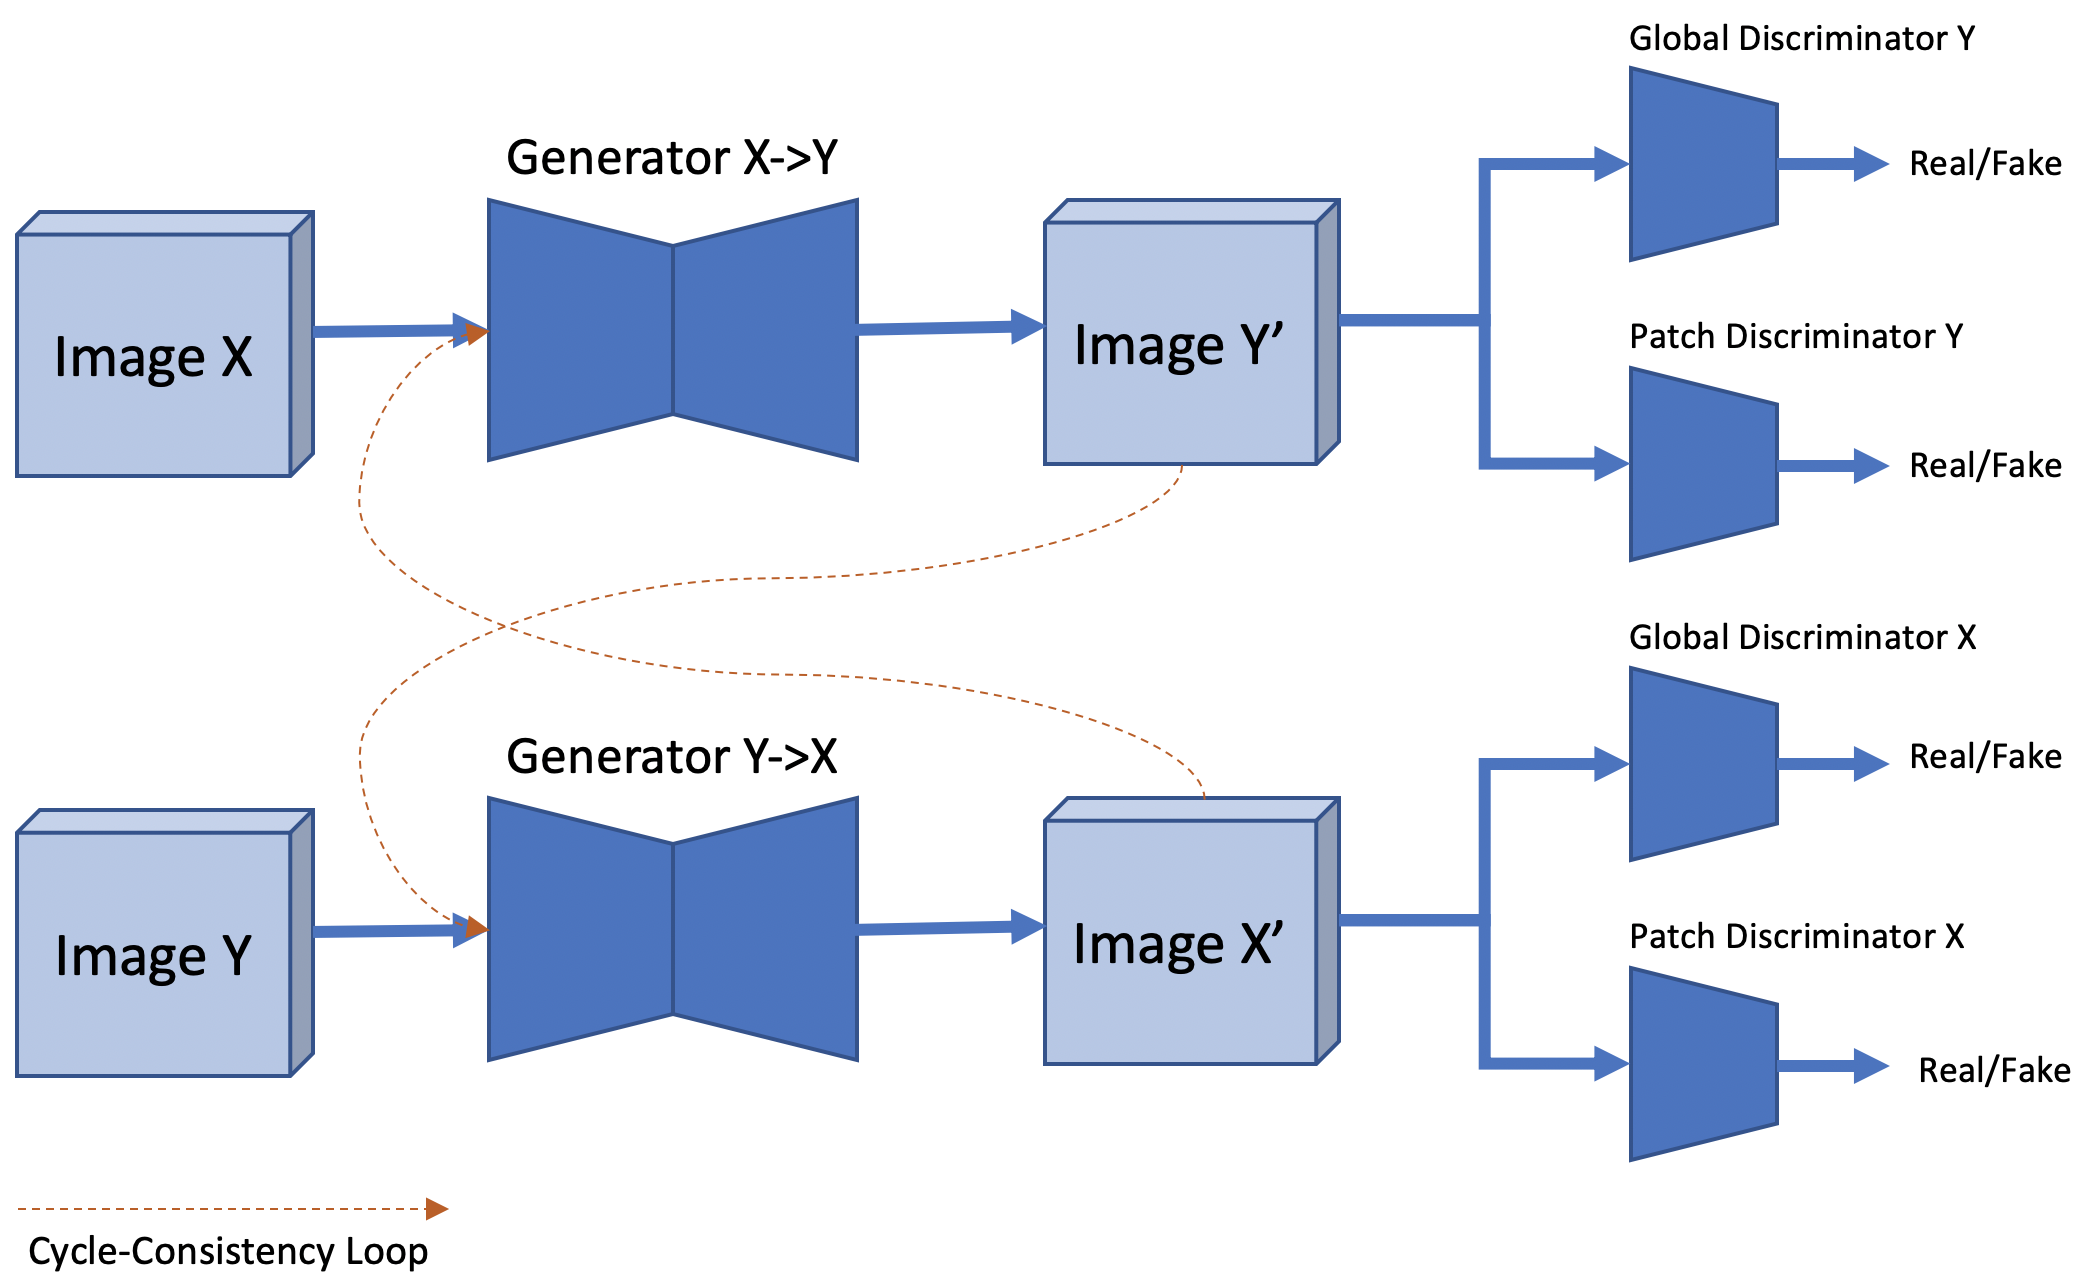 Global Discriminator Y
Generator X->Y
Real/Fake
Image X
Image Y’
Patch Discriminator Y
Real/Fake
Global Discriminator X
Generator Y->X
Real/Fake
Image Y
Image X’
Patch Discriminator X
Real/Fake
Cycle-Consistency Loop